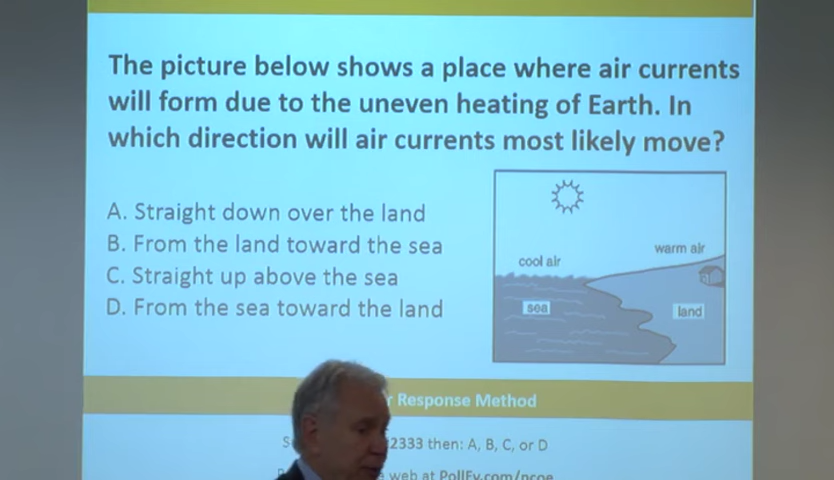 The picture below shows a place where air currents
will form due to the uneven heating of Earth. In
which direction will air currents most likely move?
A. Straight down over the land
B. From the land toward the sea
C. Straight up above the sea
D. From the sea toward the land
cool air
warm air
sea
land
Response Method
2333 then: A, B, C, or D
web at PollEv.com/ncoe